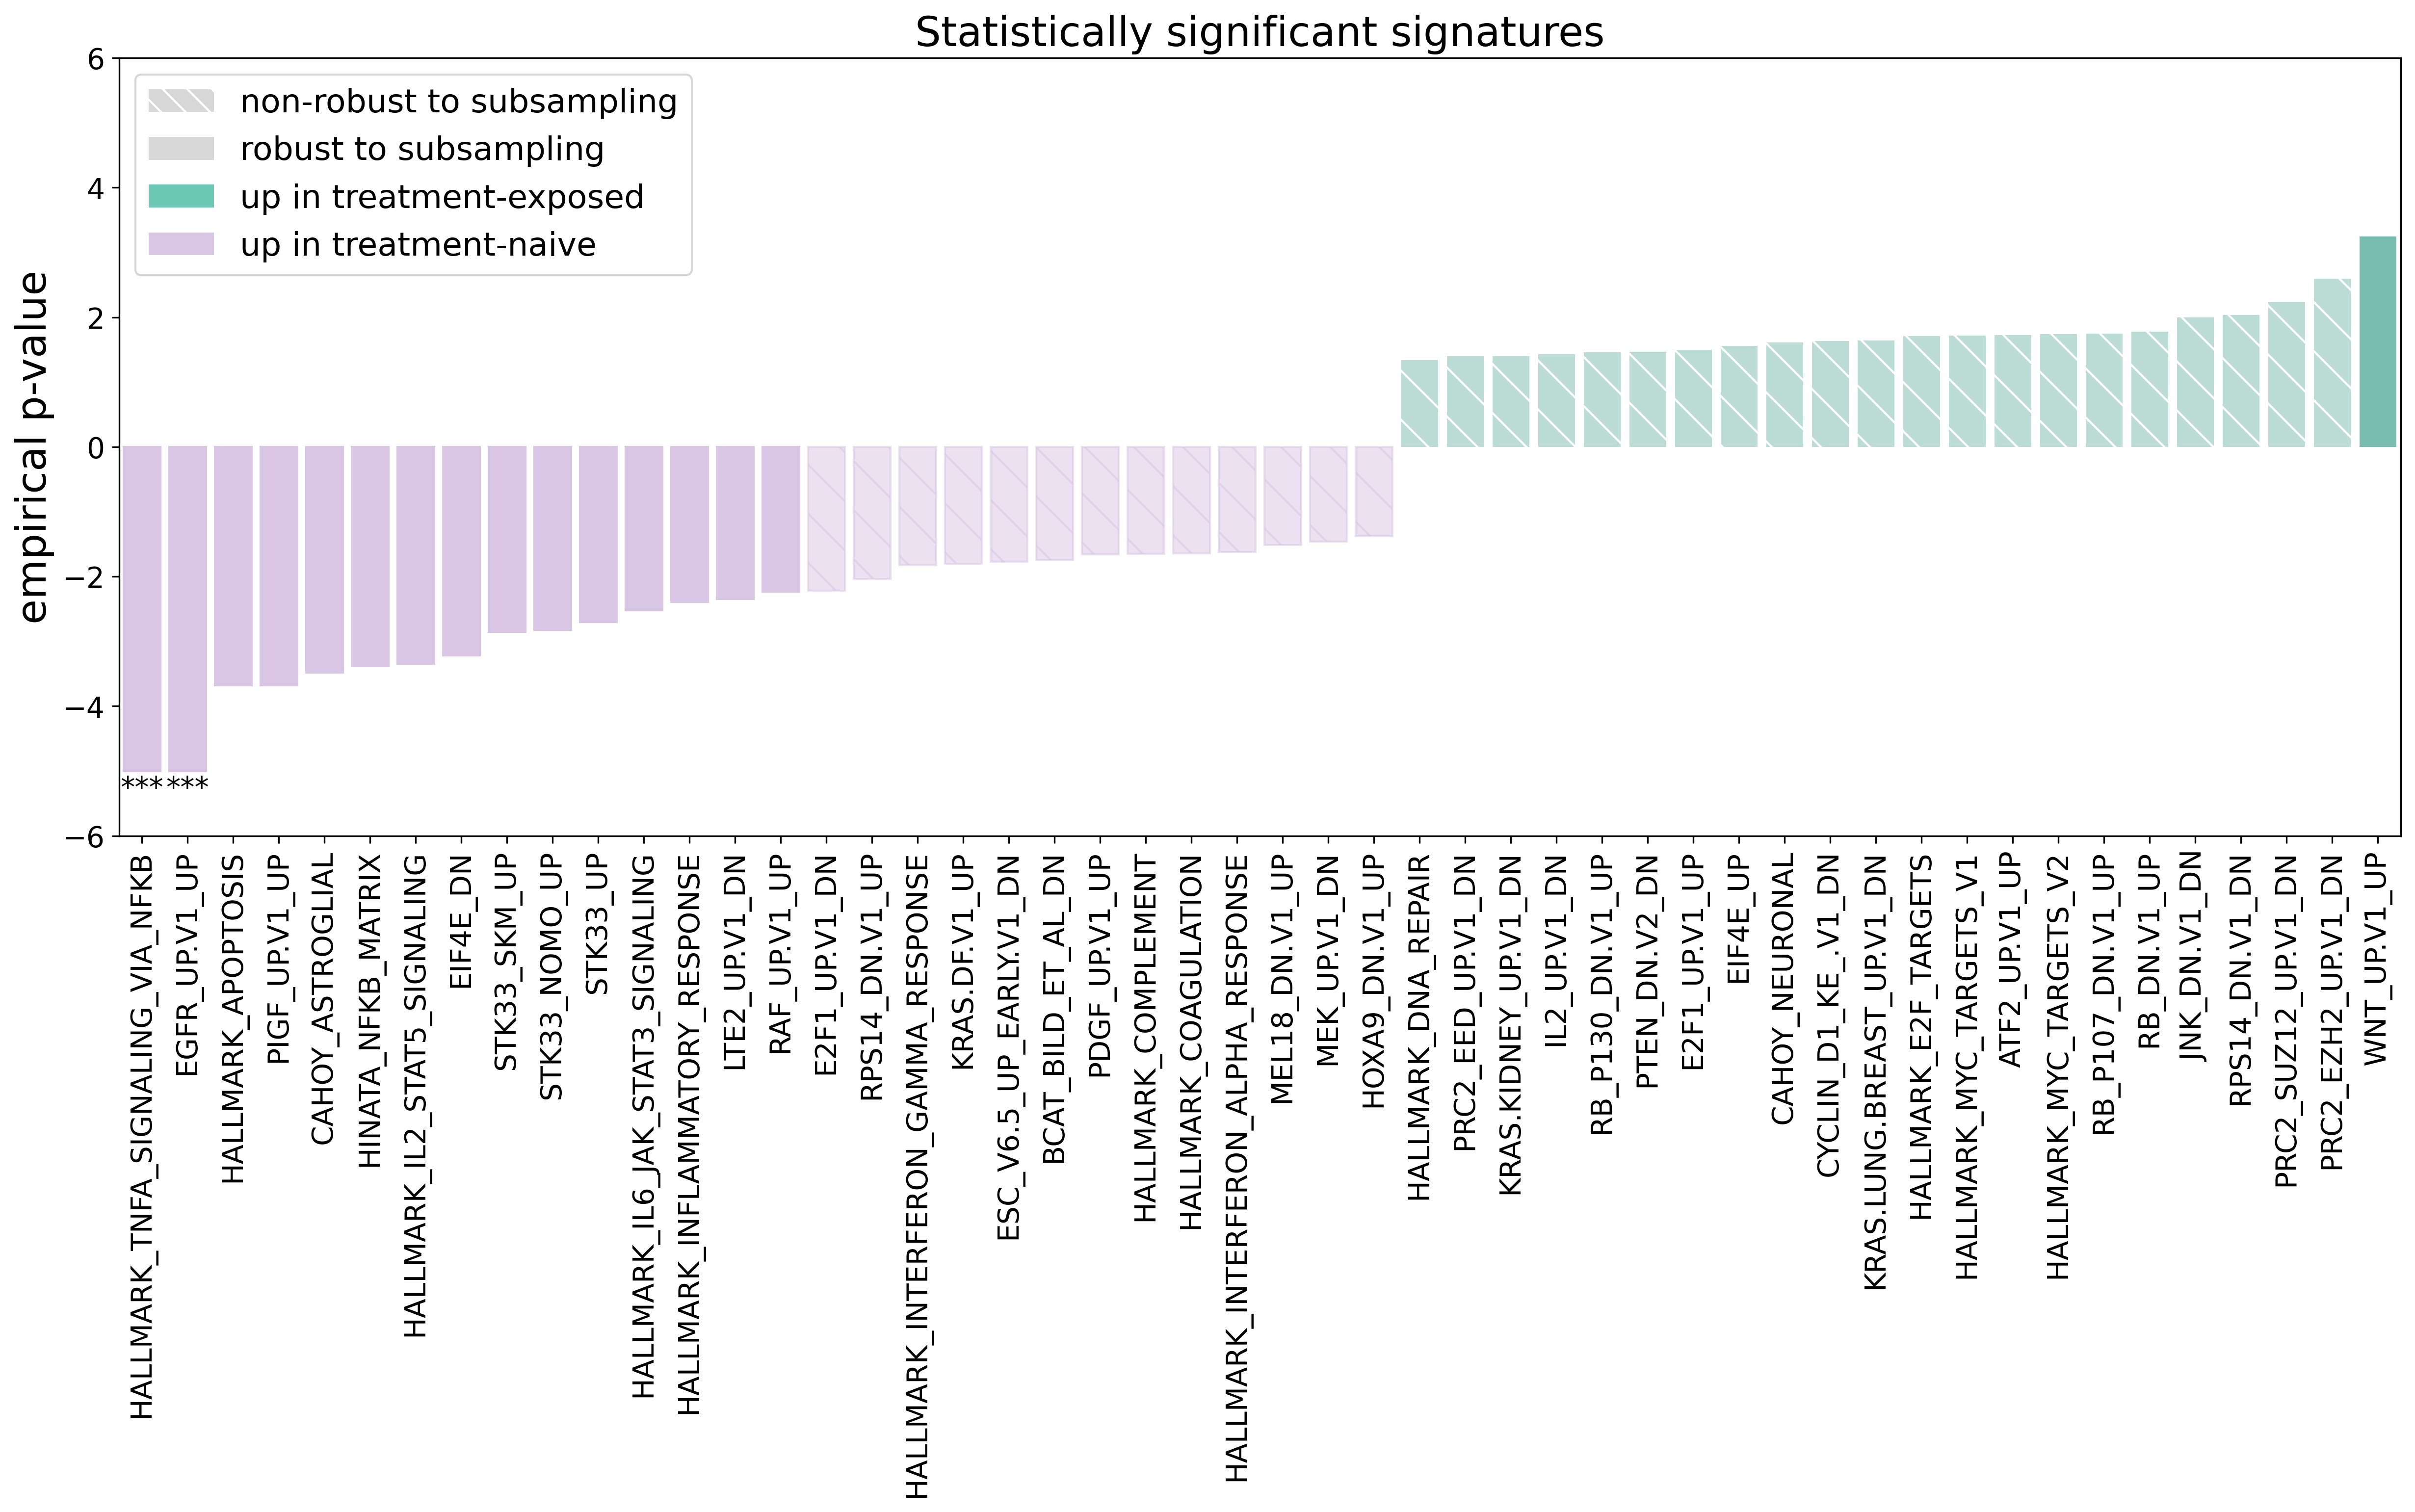 Statistically significant signatures
empirical p-value
6
4
2
0
−2
−4
−6
non-robust to subsampling
robust to subsampling
up in treatment-exposed
up in treatment-naive
***
***
HALLMARK_TNFA_SIGNALING_VIA_NFKB
EGFR_UP.V1_UP
HALLMARK_APOPTOSIS
PIGF_UP.V1_UP
CAHOY_ASTROGLIAL
HINATA_NFKB_MATRIX
HALLMARK_IL2_STAT5_SIGNALING
EIF4E_DN
STK33_SKM_UP
STK33_NOMO_UP
STK33_UP
HALLMARK_IL6_JAK_STAT3_SIGNALING
HALLMARK_INFLAMMATORY_RESPONSE
LTE2_UP.V1_DN
RAF_UP.V1_UP
E2F1_UP.V1_DN
RPS14_DN.V1_UP
HALLMARK_INTERFERON_GAMMA_RESPONSE
KRAS.DF.V1_UP
ESC_V6.5_UP_EARLY.V1_DN
BCAT_BILD_ET_AL_DN
PDGF_UP.V1_UP
HALLMARK_COMPLEMENT
HALLMARK_COAGULATION
HALLMARK_INTERFERON_ALPHA_RESPONSE
MEL18_DN.V1_UP
MEK_UP.V1_DN
HOXA9_DN.V1_UP
HALLMARK_DNA_REPAIR
PRC2_EED_UP.V1_DN
KRAS.KIDNEY_UP.V1_DN
IL2_UP.V1_DN
RB_P130_DN.V1_UP
PTEN_DN.V2_DN
E2F1_UP.V1_UP
EIF4E_UP
CAHOY_NEURONAL
CYCLIN_D1_KE_.V1_DN
KRAS.LUNG.BREAST_UP.V1_DN
HALLMARK_E2F_TARGETS
HALLMARK_MYC_TARGETS_V1
ATF2_UP.V1_UP
HALLMARK_MYC_TARGETS_V2
RB_P107_DN.V1_UP
RB_DN.V1_UP
JNK_DN.V1_DN
RPS14_DN.V1_DN
PRC2_SUZ12_UP.V1_DN
PRC2_EZH2_UP.V1_DN
WNT_UP.V1_UP